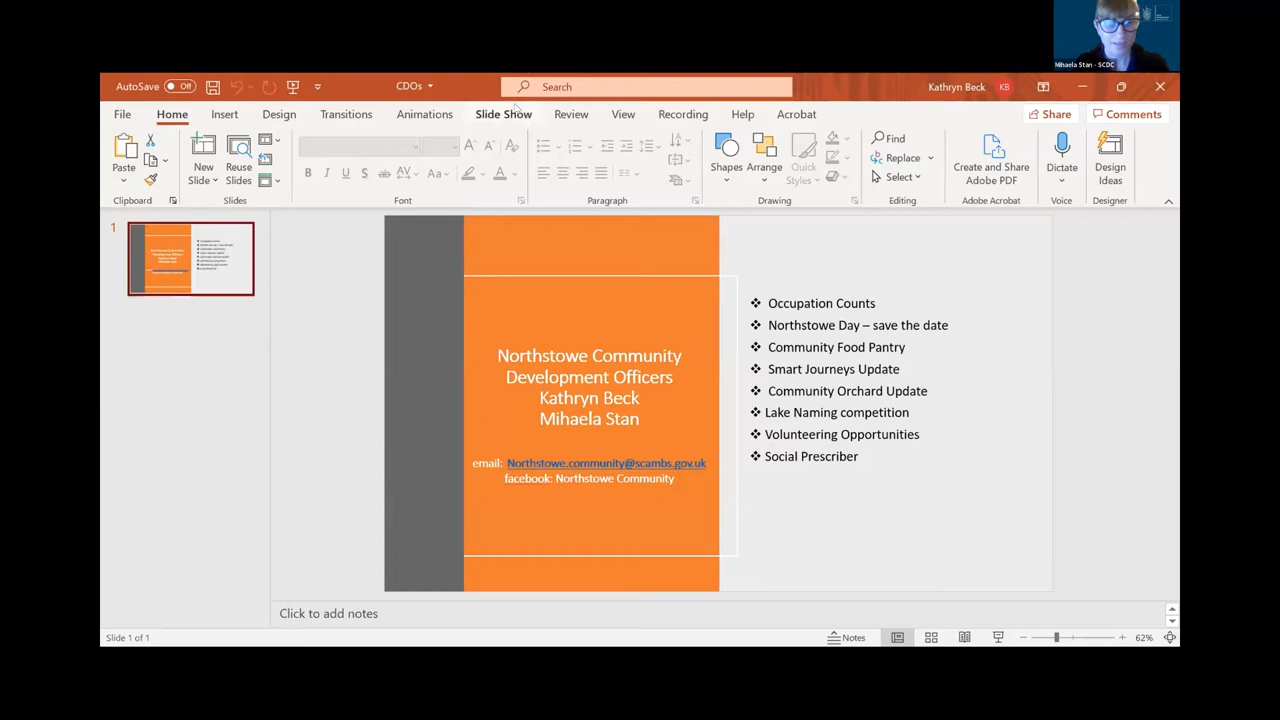 Mihaela Stan - SCDC
AutoSave Off CDOs Search Kathryn Beck KB
File Home Insert Design Transitions Animations Slide Show Review View Recording Help Acrobat Share Comments
Paste New Slides Reuse Slides B I U S ab AV Aa A Shapes Arrange Quick Styles Find Replace Select Create and Share Adobe PDF Dictate Design Ideas
Clipboard Slides Font Paragraph Drawing Editing Adobe Acrobat Voice Designer
1
Northstowe Community
Development Officers
Kathryn Beck
Mihaela Stan
email: Northstowe.community@scambs.gov.uk
facebook: Northstowe Community
❖ Occupation Counts
❖ Northstowe Day – save the date
❖ Community Food Pantry
❖ Smart Journeys Update
❖ Community Orchard Update
❖ Lake Naming competition
❖ Volunteering Opportunities
❖ Social Prescriber
Click to add notes
Slide 1 of 1 Notes 62%